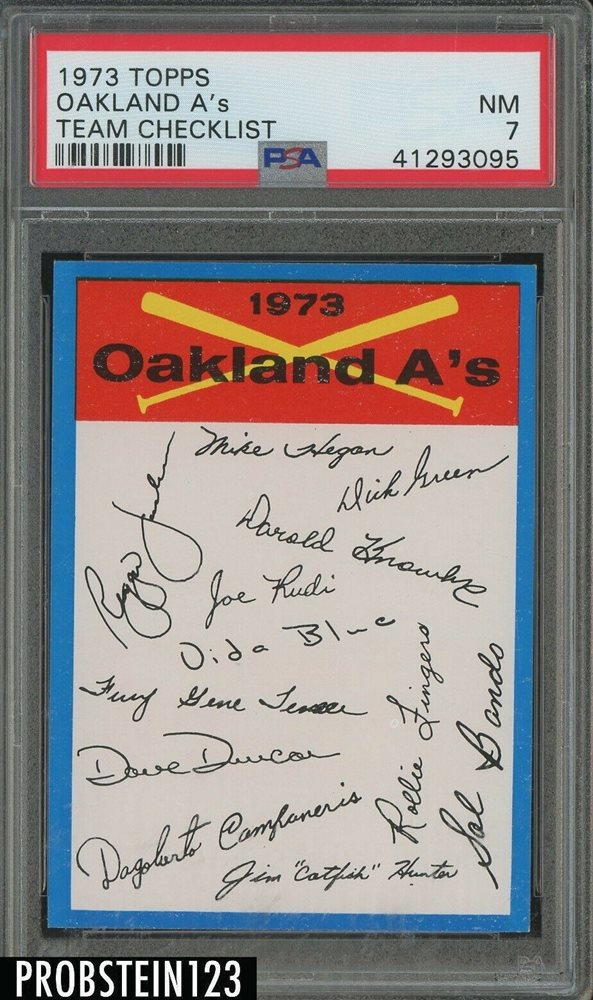 1973 TOPPS
OAKLAND A's
TEAM CHECKLIST
NM
7
PSA
41293095
1973
Oakland A's
Mike Hegan
Dick Green
Reggie Jackson
Darold Knowles
Joe Rudi
Vida Blue
Fury Gene Tenace
Rollie Fingers
Sal Bando
Dave Duncan
Dagoberto Campaneris
Jim "Catfish" Hunter
PROBSTEIN123